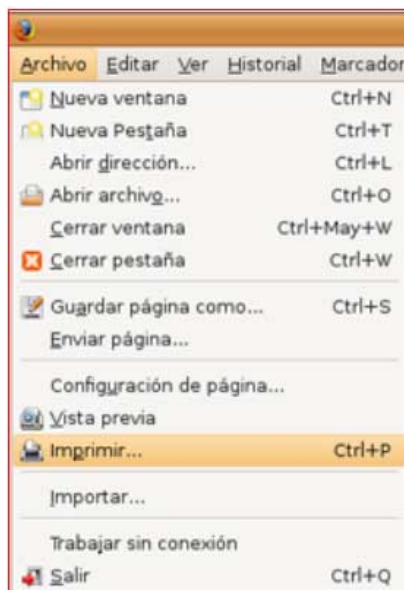 Archivo Editar Ver Historial Marcador
Nueva ventana Ctrl+N
Nueva Pestaña Ctrl+T
Abrir dirección... Ctrl+L
Abrir archivo... Ctrl+O
Cerrar ventana Ctrl+May+W
Cerrar pestaña Ctrl+W
Guardar página como... Ctrl+S
Enviar página...
Configuración de página...
Vista previa
Imprimir... Ctrl+P
Importar...
Trabajar sin conexión
Salir Ctrl+Q